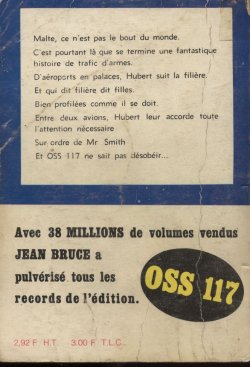 Malte, ce n'est pas le bout du monde.
C'est pourtant là que se termine une fantastique
histoire de trafic d'armes.
D'aéroports en palaces, Hubert suit la filière.
Et qui dit filière dit filles.
Bien profilées comme il se doit.
Entre deux avions, Hubert leur accorde toute
l'attention nécessaire
Sur ordre de Mr Smith
Et OSS 117 ne sait pas désobéir...
Avec 38 MILLIONS de volumes vendus
JEAN BRUCE a
pulvérisé tous les
records de l'édition.
OSS 117
2,92 F H.T. 3.00 F T.L.C.